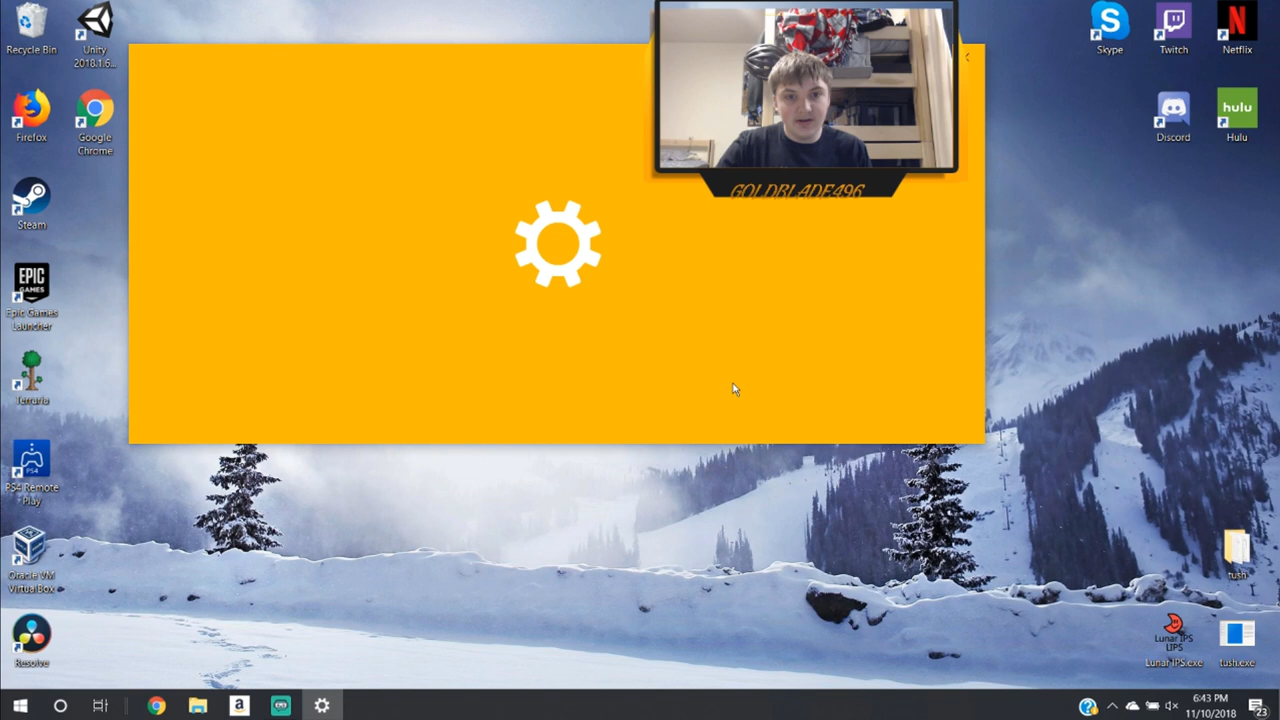 Recycle Bin
Unity
2018.1.6...
Firefox
Google
Chrome
Steam
EPIC
GAMES
Epic Games
Launcher
Terraria
PS4
PS4 Remote
Play
Oracle VM
VirtualBox
Resolve
GOLDBLADE496
S
Skype
Twitch
N
Netflix
Discord
hulu
Hulu
tush
Lunar IPS
LIPS
Lunar IPS.exe
tush.exe
a
6:43 PM
11/10/2018
23